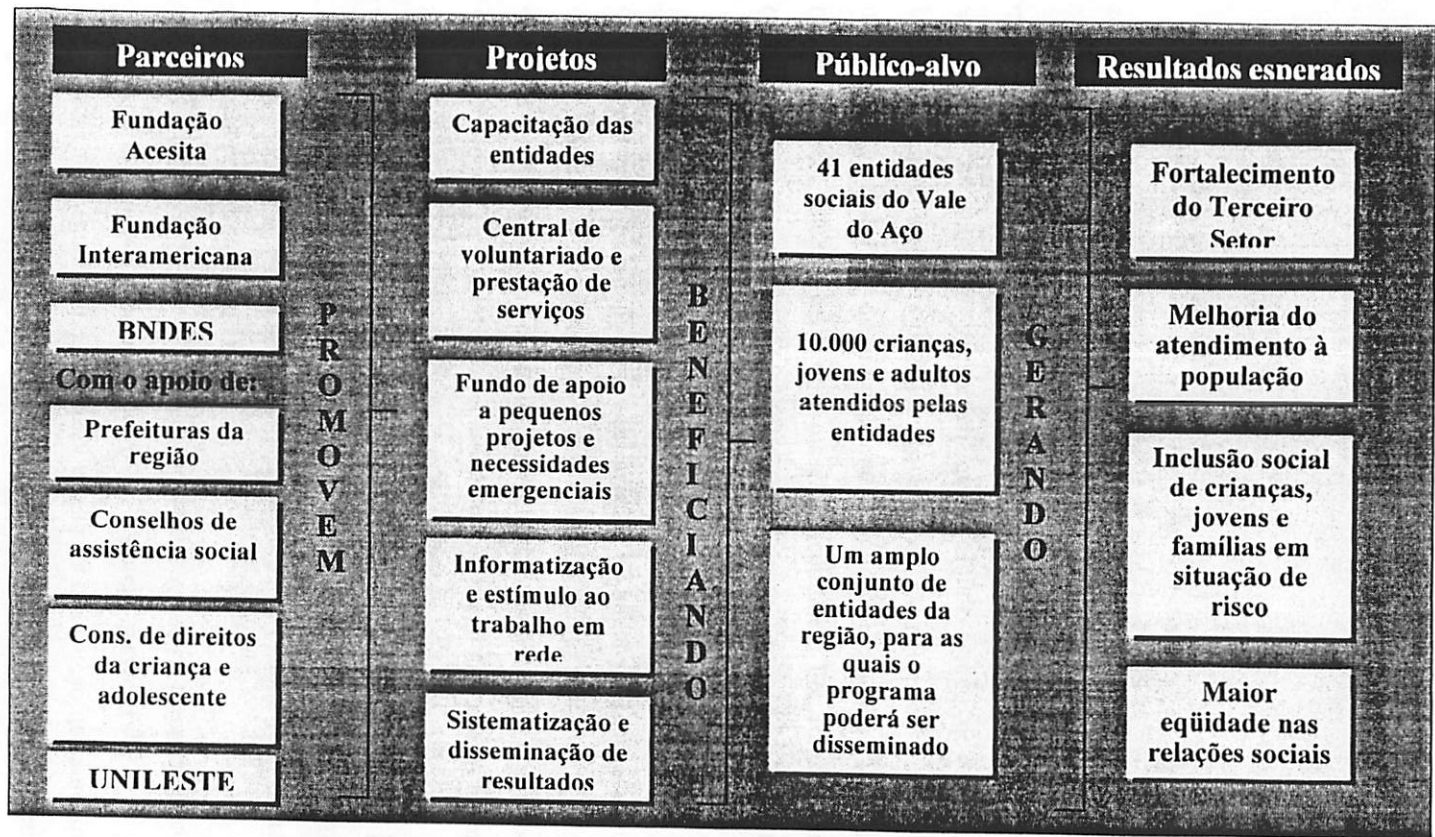 Parceiros
Fundação
Acesita
Fundação
Interamericana
BNDES
Com o apoio de:
Prefeituras da
região
Conselhos de
assistência social
Cons. de direitos
da criança e
adolescente
UNILESTE
PROMOVEM
Projetos
Capacitação das
entidades
Central de
voluntariado e
prestação de
serviços
Fundo de apoio
a pequenos
projetos e
necessidades
emergenciais
Informatização
e estímulo ao
trabalho em
rede
Sistematização e
disseminação de
resultados
BENEFICIANDO
Públíco-alvo
41 entidades
sociais do Vale
do Aço
10.000 crianças,
jovens e adultos
atendidos pelas
entidades
Um amplo
conjunto de
entidades da
região, para as
quais o
programa
poderá ser
disseminado
GERANDO
Resultados esperados
Fortalecimento
do Terceiro
Setor
Melhoria do
atendimento à
população
Inclusão social
de crianças,
jovens e
famílias em
situação de
risco
Maior
eqüidade nas
relações sociais